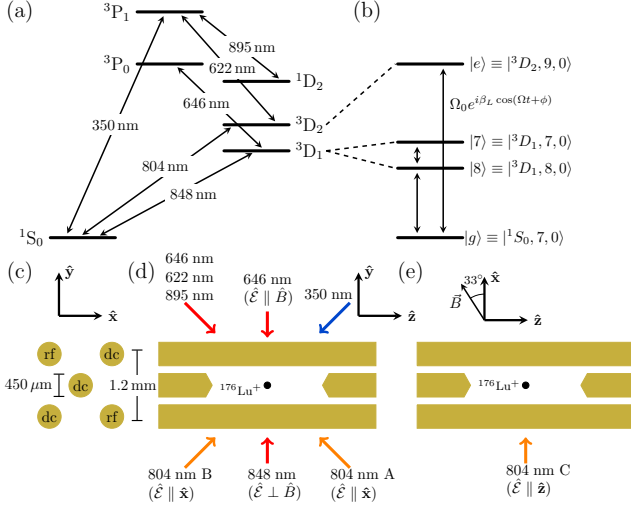 (a)
³P₁
³P₀
895 nm
622 nm
646 nm
350 nm
¹D₂
³D₂
³D₁
804 nm
848 nm
¹S₀
(b)
|e⟩ ≡ |³D₂, 9, 0⟩
Ω₀e^{iβ_L cos(Ωt+ϕ)}
|7⟩ ≡ |³D₁, 7, 0⟩
|8⟩ ≡ |³D₁, 8, 0⟩
|g⟩ ≡ |¹S₀, 7, 0⟩
(c)
ŷ
x̂
rf
dc
450 μm
dc
1.2 mm
dc
rf
(d)
646 nm
622 nm
895 nm
646 nm
(ℰ̂ ∥ B̂)
350 nm
ŷ
ẑ
¹⁷⁶Lu⁺
804 nm B
(ℰ̂ ∥ x̂)
848 nm
(ℰ̂ ⊥ B̂)
804 nm A
(ℰ̂ ∥ x̂)
(e)
33°
x̂
B⃗
ẑ
¹⁷⁶Lu⁺
804 nm C
(ℰ̂ ∥ ẑ)